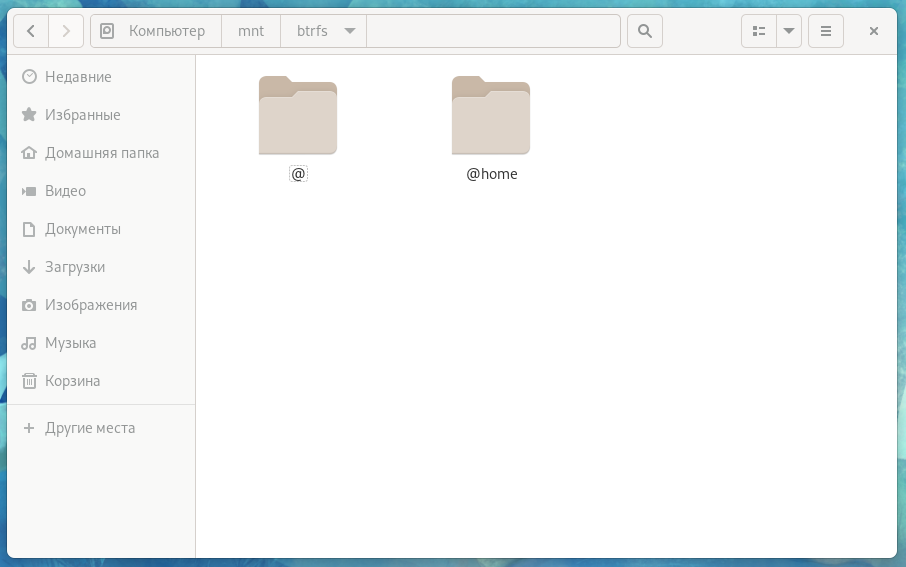 Компьютер mnt btrfs
Недавние
Избранные
Домашняя папка
Видео
Документы
Загрузки
Изображения
Музыка
Корзина
Другие места
@ @home